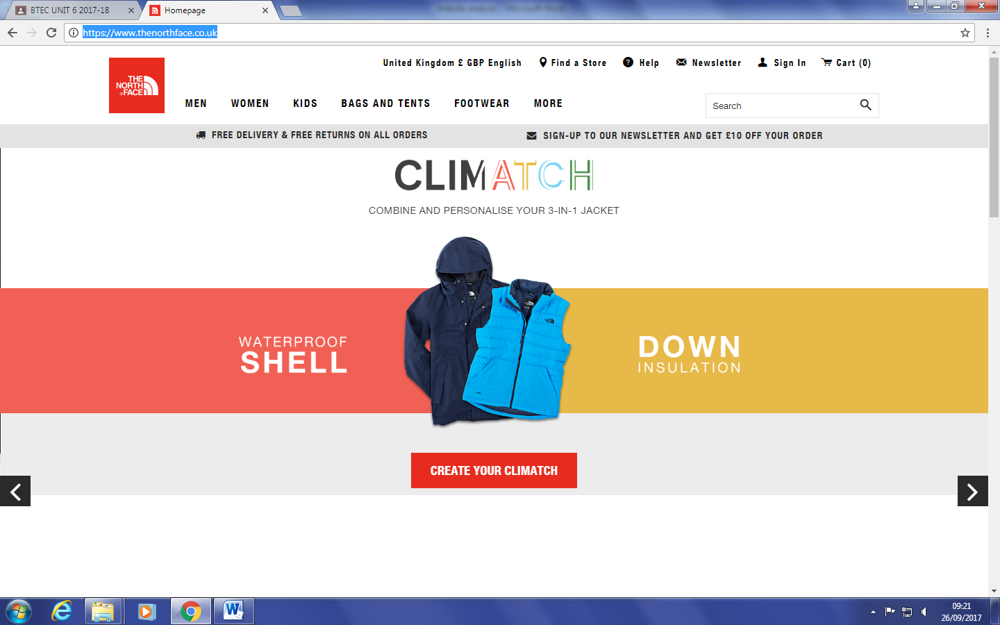 BTEC UNIT 6 2017-18
Homepage
https://www.thenorthface.co.uk
United Kingdom £ GBP English
Find a Store
Help
Newsletter
Sign In
Cart (0)
THE
NORTH
FACE
MEN
WOMEN
KIDS
BAGS AND TENTS
FOOTWEAR
MORE
Search
FREE DELIVERY & FREE RETURNS ON ALL ORDERS
SIGN-UP TO OUR NEWSLETTER AND GET £10 OFF YOUR ORDER
CLIMATCH
COMBINE AND PERSONALISE YOUR 3-IN-1 JACKET
WATERPROOF
SHELL
DOWN
INSULATION
CREATE YOUR CLIMATCH
09:21
26/09/2017